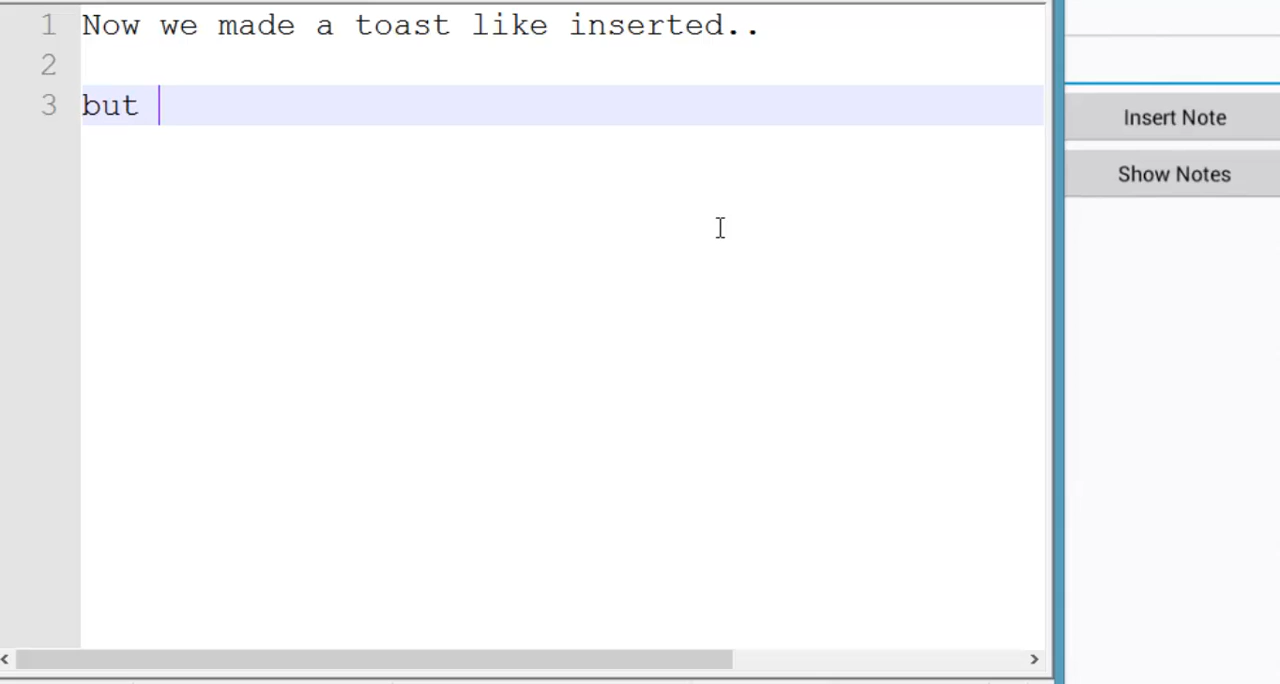 1 Now we made a toast like inserted..
2
3 but
Insert Note
Show Notes